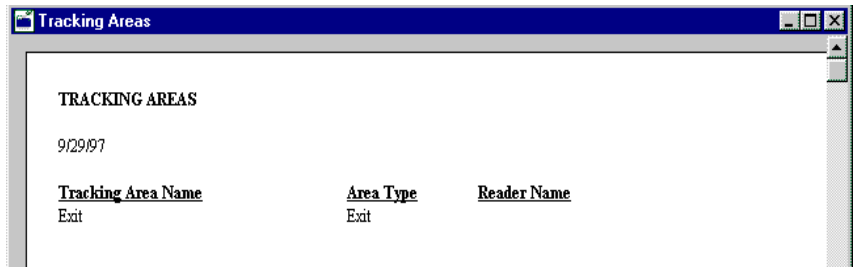 Tracking Areas
TRACKING AREAS
9/29/97
Tracking Area Name Area Type Reader Name
Exit Exit